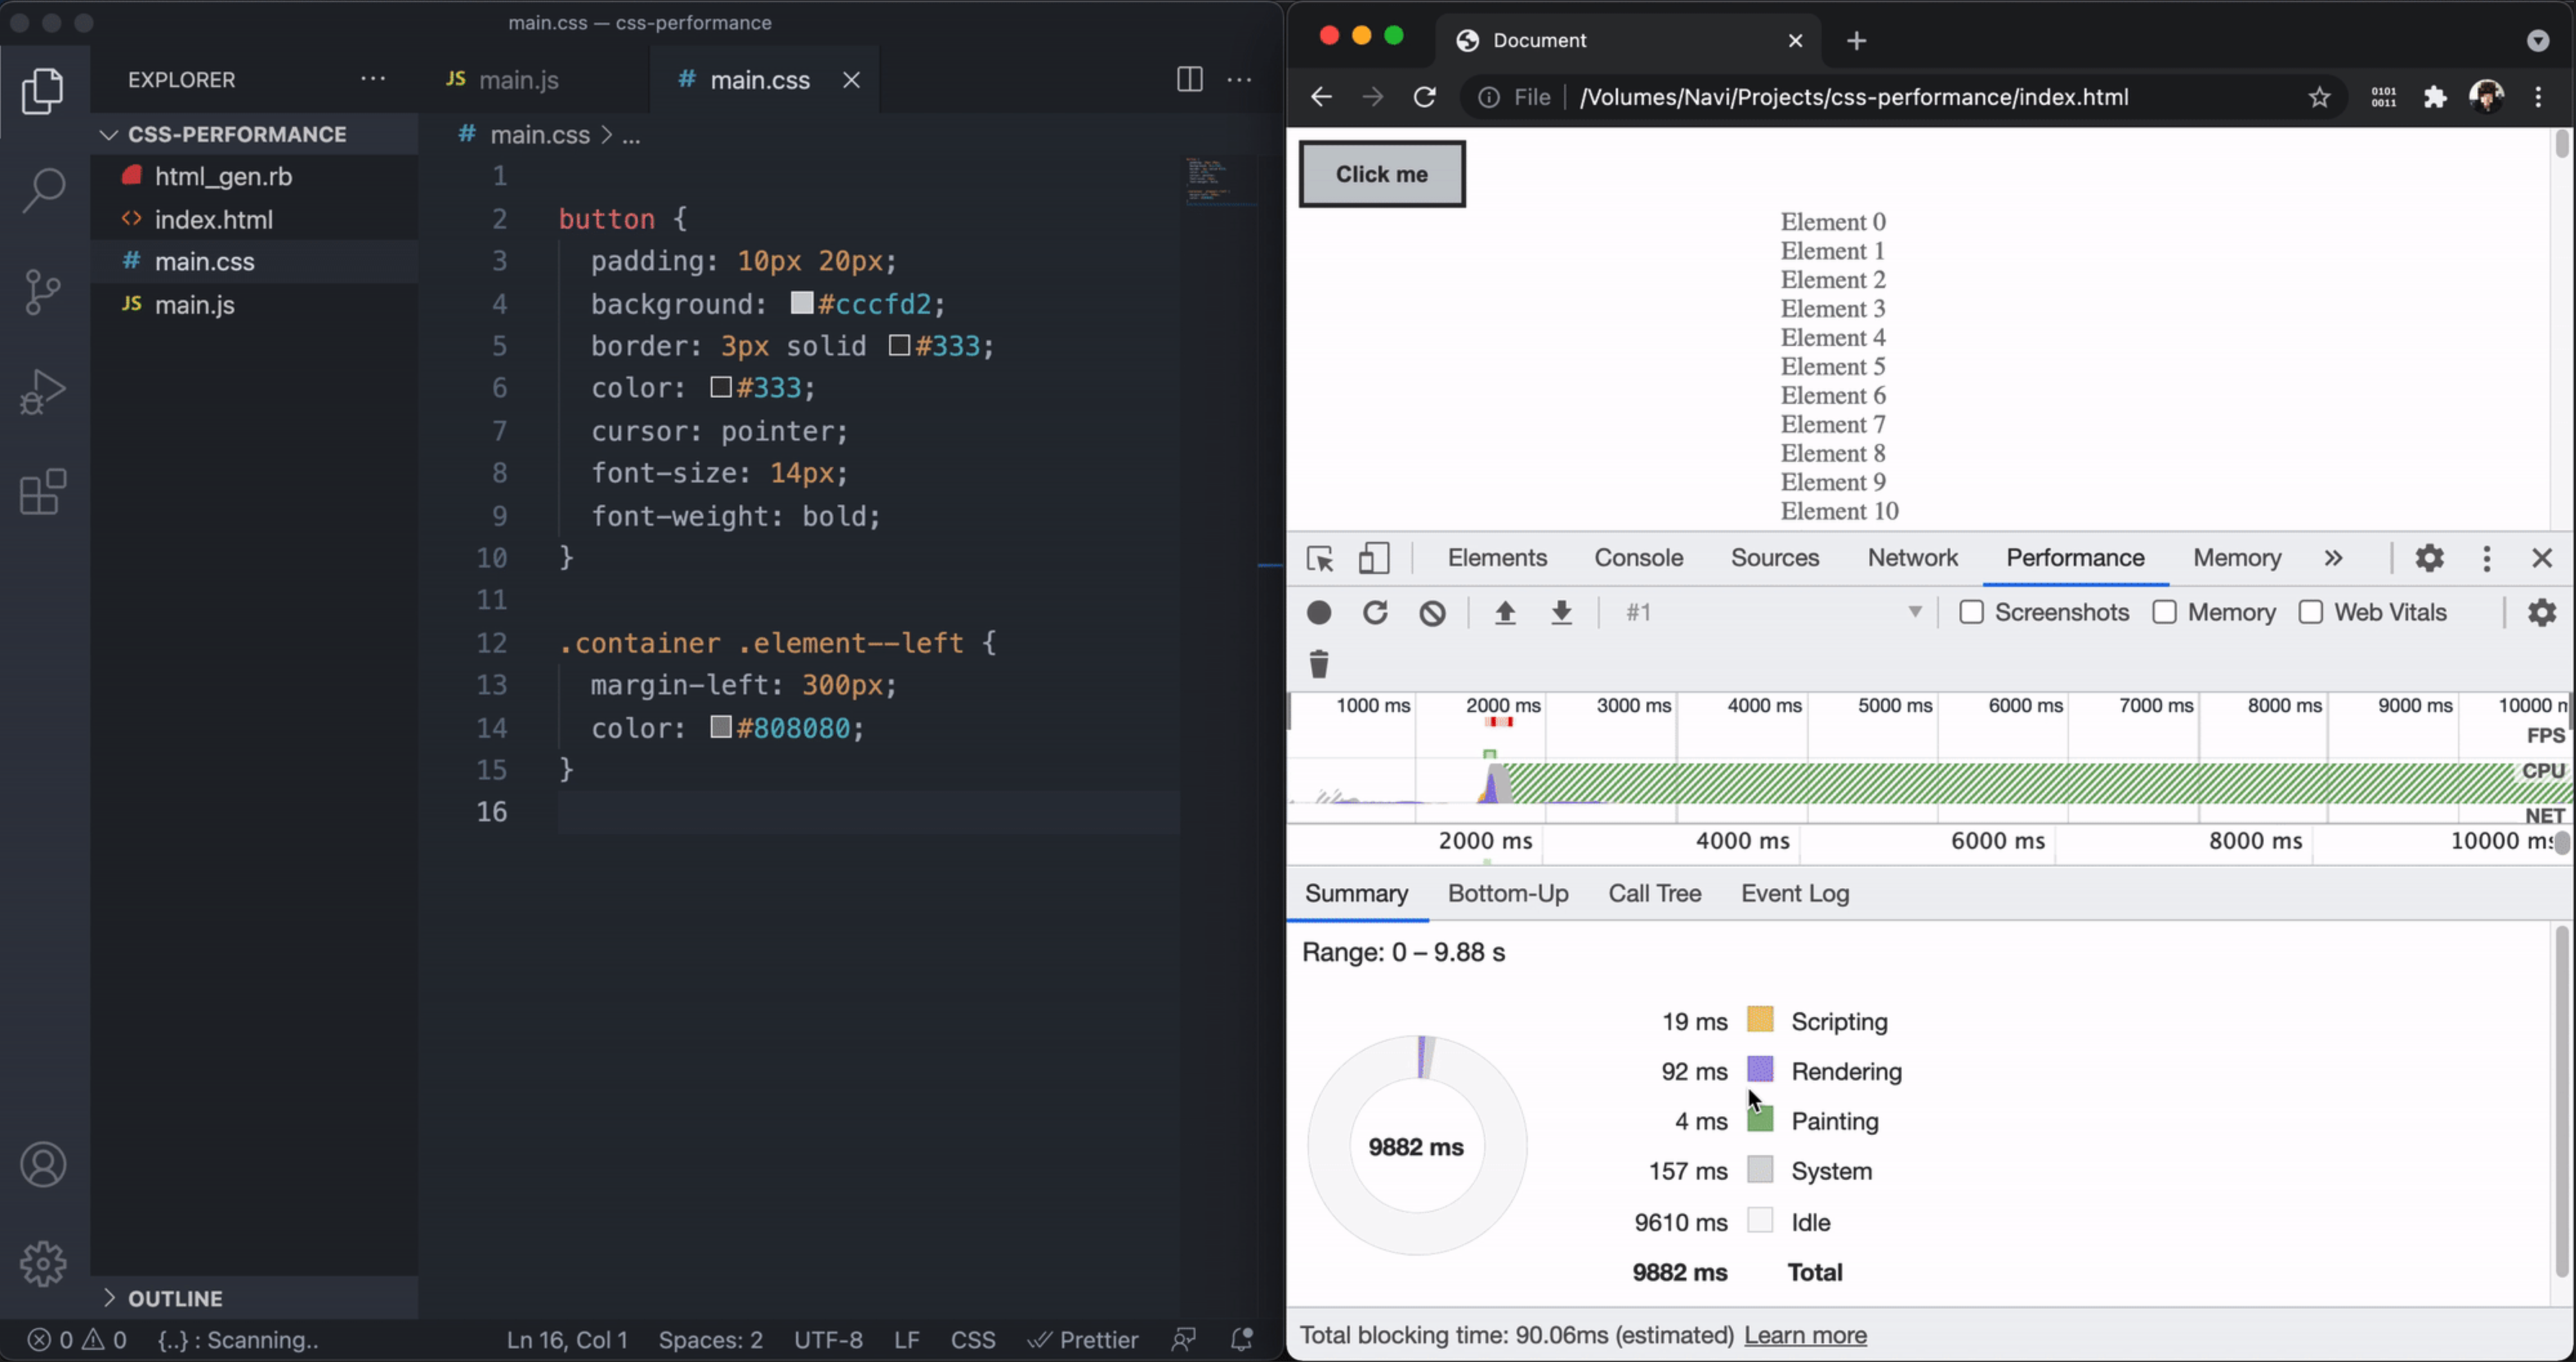 main.css — css-performance
EXPLORER
JS main.js
# main.css
CSS-PERFORMANCE
html_gen.rb
index.html
# main.css
JS main.js
OUTLINE
# main.css > ...
1
2 button {
3 padding: 10px 20px;
4 background: #cccfd2;
5 border: 3px solid #333;
6 color: #333;
7 cursor: pointer;
8 font-size: 14px;
9 font-weight: bold;
10 }
11
12 .container .element--left {
13 margin-left: 300px;
14 color: #808080;
15 }
16
0 0 {..} : Scanning.. Ln 16, Col 1 Spaces: 2 UTF-8 LF CSS Prettier
Document
File /Volumes/Navi/Projects/css-performance/index.html
0101
0011
Click me
Element 0
Element 1
Element 2
Element 3
Element 4
Element 5
Element 6
Element 7
Element 8
Element 9
Element 10
Elements Console Sources Network Performance Memory
#1 Screenshots Memory Web Vitals
1000 ms 2000 ms 3000 ms 4000 ms 5000 ms 6000 ms 7000 ms 8000 ms 9000 ms 10000 m
FPS
CPU
NET
2000 ms 4000 ms 6000 ms 8000 ms 10000 ms
Summary Bottom-Up Call Tree Event Log
Range: 0 – 9.88 s
9882 ms
19 ms Scripting
92 ms Rendering
4 ms Painting
157 ms System
9610 ms Idle
9882 ms Total
Total blocking time: 90.06ms (estimated) Learn more